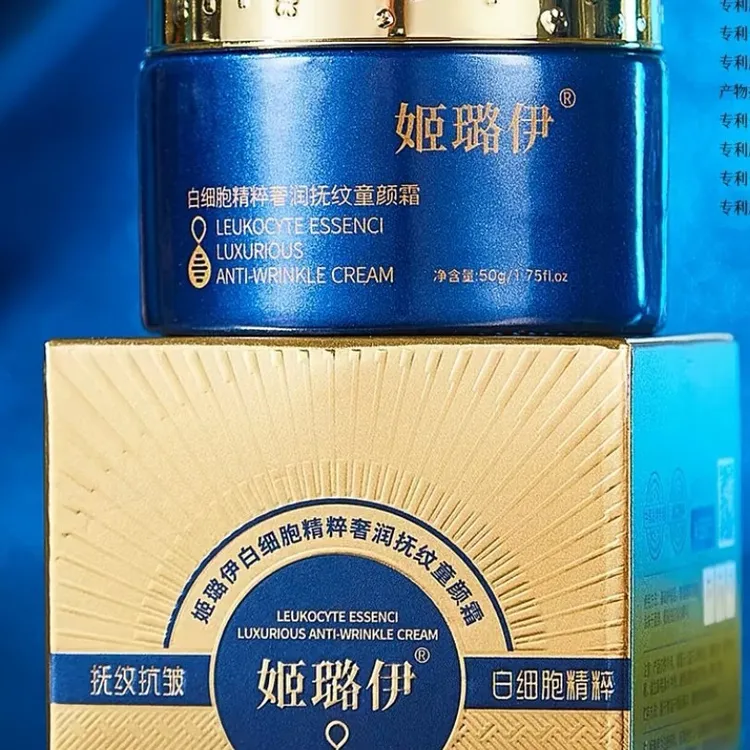 专利
专利
专利
产物
专利
专利
专利
专利
姬璐伊®
白细胞精粹奢润抚纹童颜霜
LEUKOCYTE ESSENCI
LUXURIOUS
ANTI-WRINKLE CREAM
净含量:50g/1.75fl.oz
姬璐伊白细胞精粹奢润抚纹童颜霜
LEUKOCYTE ESSENCI
LUXURIOUS ANTI-WRINKLE CREAM
抚纹抗皱
姬璐伊®
白细胞精粹